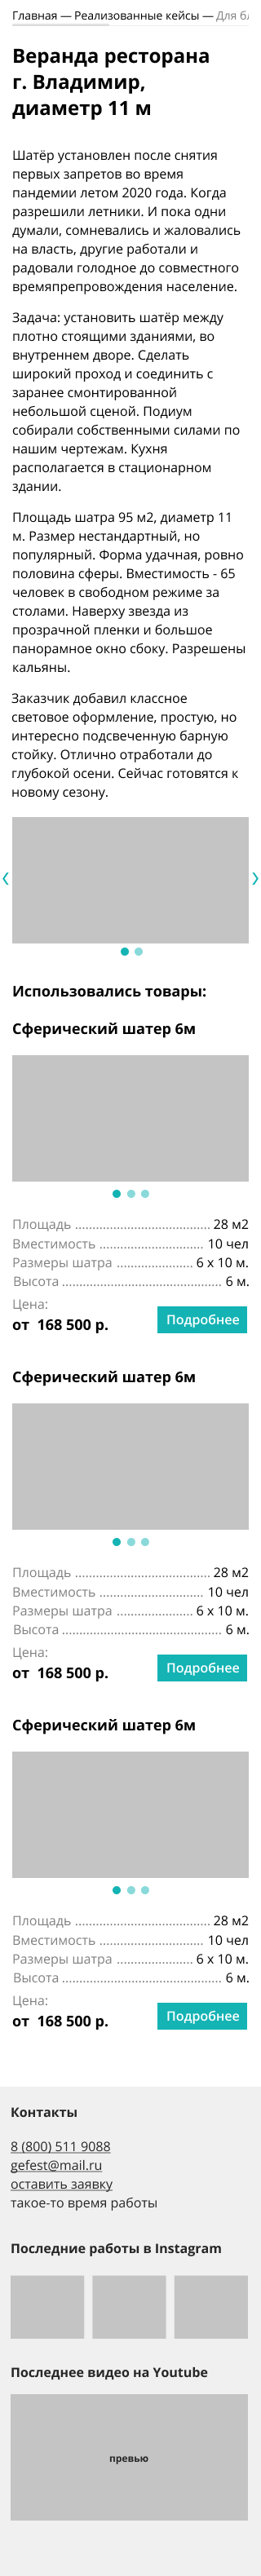 Главная — Реализованные кейсы — Для
Веранда ресторана
г. Владимир,
диаметр 11 м
Шатёр установлен после снятия
первых запретов во время
пандемии летом 2020 года. Когда
разрешили летники. И пока одни
думали, сомневались и жаловались
на власть, другие работали и
радовали голодное до совместного
времяпрепровождения население.
Задача: установить шатёр между
плотно стоящими зданиями, во
внутреннем дворе. Сделать
широкий проход и соединить с
заранее смонтированной
небольшой сценой. Подиум
собирали собственными силами по
нашим чертежам. Кухня
располагается в стационарном
здании.
Площадь шатра 95 м2, диаметр 11
м. Размер нестандартный, но
популярный. Форма удачная, ровно
половина сферы. Вместимость - 65
человек в свободном режиме за
столами. Наверху звезда из
прозрачной пленки и большое
панорамное окно сбоку. Разрешены
кальяны.
Заказчик добавил классное
световое оформление, простую, но
интересно подсвеченную барную
стойку. Отлично отработали до
глубокой осени. Сейчас готовятся к
новому сезону.
Использовались товары:
Сферический шатер 6м
Площадь .................................. 28 м2
Вместимость .......................... 10 чел
Размеры шатра ................... 6 х 10 м.
Высота ........................................ 6 м.
Цена:
от 168 500 р.
Подробнее
Сферический шатер 6м
Площадь .................................. 28 м2
Вместимость .......................... 10 чел
Размеры шатра ................... 6 х 10 м.
Высота ........................................ 6 м.
Цена:
от 168 500 р.
Подробнее
Сферический шатер 6м
Площадь .................................. 28 м2
Вместимость .......................... 10 чел
Размеры шатра ................... 6 х 10 м.
Высота ........................................ 6 м.
Цена:
от 168 500 р.
Подробнее
Контакты
8 (800) 511 9088
gefest@mail.ru
оставить заявку
такое-то время работы
Последние работы в Instagram
Последнее видео на Youtube
превью